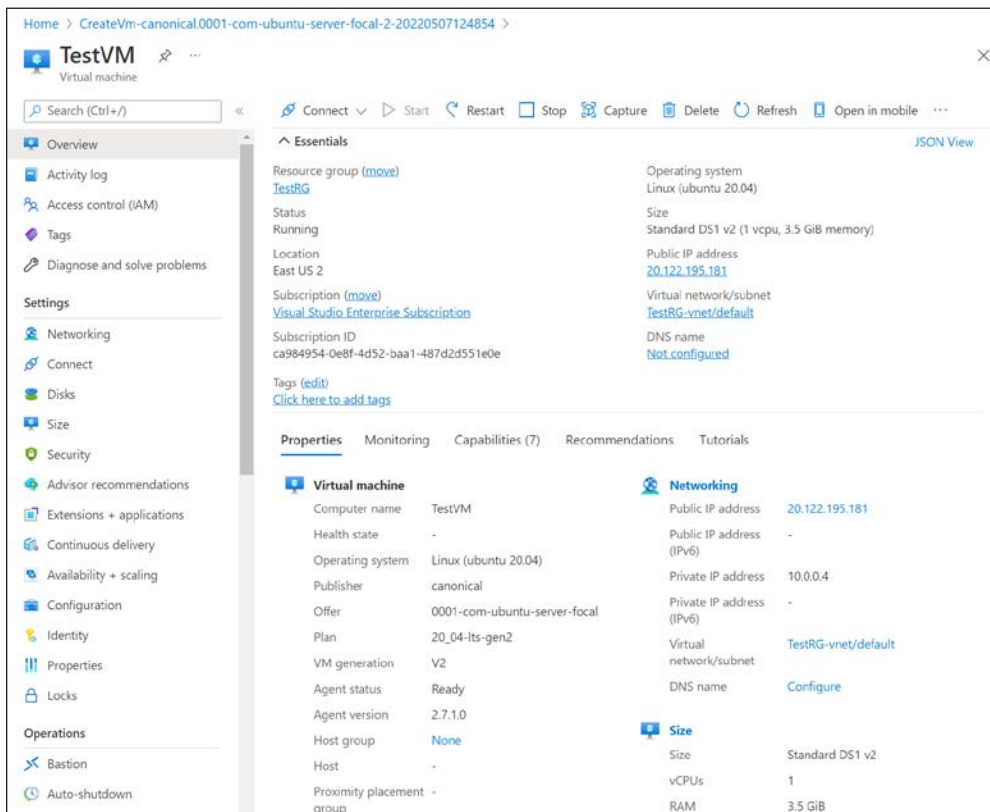 Home > CreateVm-canonical.0001-com-ubuntu-server-focal-2-20220507124854 >
TestVM
Virtual machine
Search (Ctrl+/)
Overview
Activity log
Access control (IAM)
Tags
Diagnose and solve problems
Settings
Networking
Connect
Disks
Size
Security
Advisor recommendations
Extensions + applications
Continuous delivery
Availability + scaling
Configuration
Identity
Properties
Locks
Operations
Bastion
Auto-shutdown
Connect Start Restart Stop Capture Delete Refresh Open in mobile
Essentials JSON View
Resource group (move)
TestRG
Status
Running
Location
East US 2
Subscription (move)
Visual Studio Enterprise Subscription
Subscription ID
ca984954-0e8f-4d52-baa1-487d2d551e0e
Tags (edit)
Click here to add tags
Operating system
Linux (ubuntu 20.04)
Size
Standard DS1 v2 (1 vcpu, 3.5 GiB memory)
Public IP address
20.122.195.181
Virtual network/subnet
TestRG-vnet/default
DNS name
Not configured
Properties Monitoring Capabilities (7) Recommendations Tutorials
Virtual machine
Computer name TestVM
Health state -
Operating system Linux (ubuntu 20.04)
Publisher canonical
Offer 0001-com-ubuntu-server-focal
Plan 20_04-lts-gen2
VM generation V2
Agent status Ready
Agent version 2.7.1.0
Host group None
Host -
Proximity placement -
group
Networking
Public IP address 20.122.195.181
Public IP address -
(IPv6)
Private IP address 10.0.0.4
Private IP address -
(IPv6)
Virtual TestRG-vnet/default
network/subnet
DNS name Configure
Size
Size Standard DS1 v2
vCPUs 1
RAM 3.5 GiB